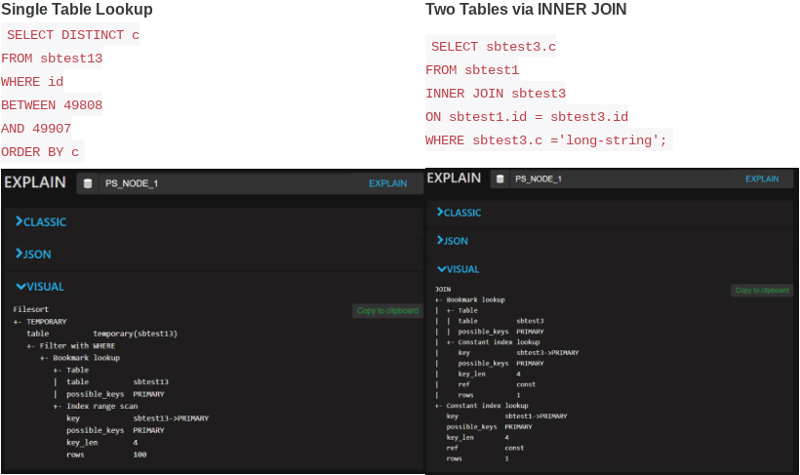 Single Table Lookup
SELECT DISTINCT c
FROM sbtest13
WHERE id
BETWEEN 49808
AND 49907
ORDER BY c
EXPLAIN PS_NODE_1 EXPLAIN
CLASSIC
JSON
VISUAL
Copy to clipboard
Filesort
+- TEMPORARY
table temporary(sbtest13)
+- Filter with WHERE
+- Bookmark lookup
+- Table
| table sbtest13
| possible_keys PRIMARY
+- Index range scan
key sbtest13->PRIMARY
possible_keys PRIMARY
key_len 4
rows 100
Two Tables via INNER JOIN
SELECT sbtest3.c
FROM sbtest1
INNER JOIN sbtest3
ON sbtest1.id = sbtest3.id
WHERE sbtest3.c ='long-string';
EXPLAIN PS_NODE_1 EXPLAIN
CLASSIC
JSON
VISUAL
Copy to clipboard
JOIN
+- Bookmark lookup
| +- Table
| | table sbtest3
| | possible_keys PRIMARY
| +- Constant index lookup
| key sbtest3->PRIMARY
| possible_keys PRIMARY
| key_len 4
| ref const
| rows 1
+- Constant index lookup
key sbtest1->PRIMARY
possible_keys PRIMARY
key_len 4
ref const
rows 1